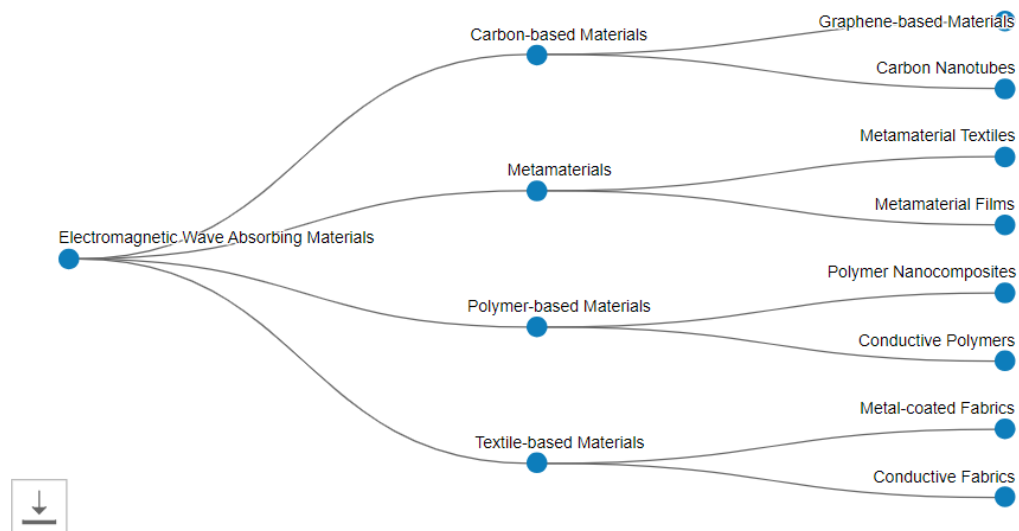 Graphene-based Materials
Carbon-based Materials
Carbon Nanotubes
Metamaterial Textiles
Metamaterials
Metamaterial Films
Electromagnetic Wave Absorbing Materials
Polymer Nanocomposites
Polymer-based Materials
Conductive Polymers
Metal-coated Fabrics
Textile-based Materials
Conductive Fabrics